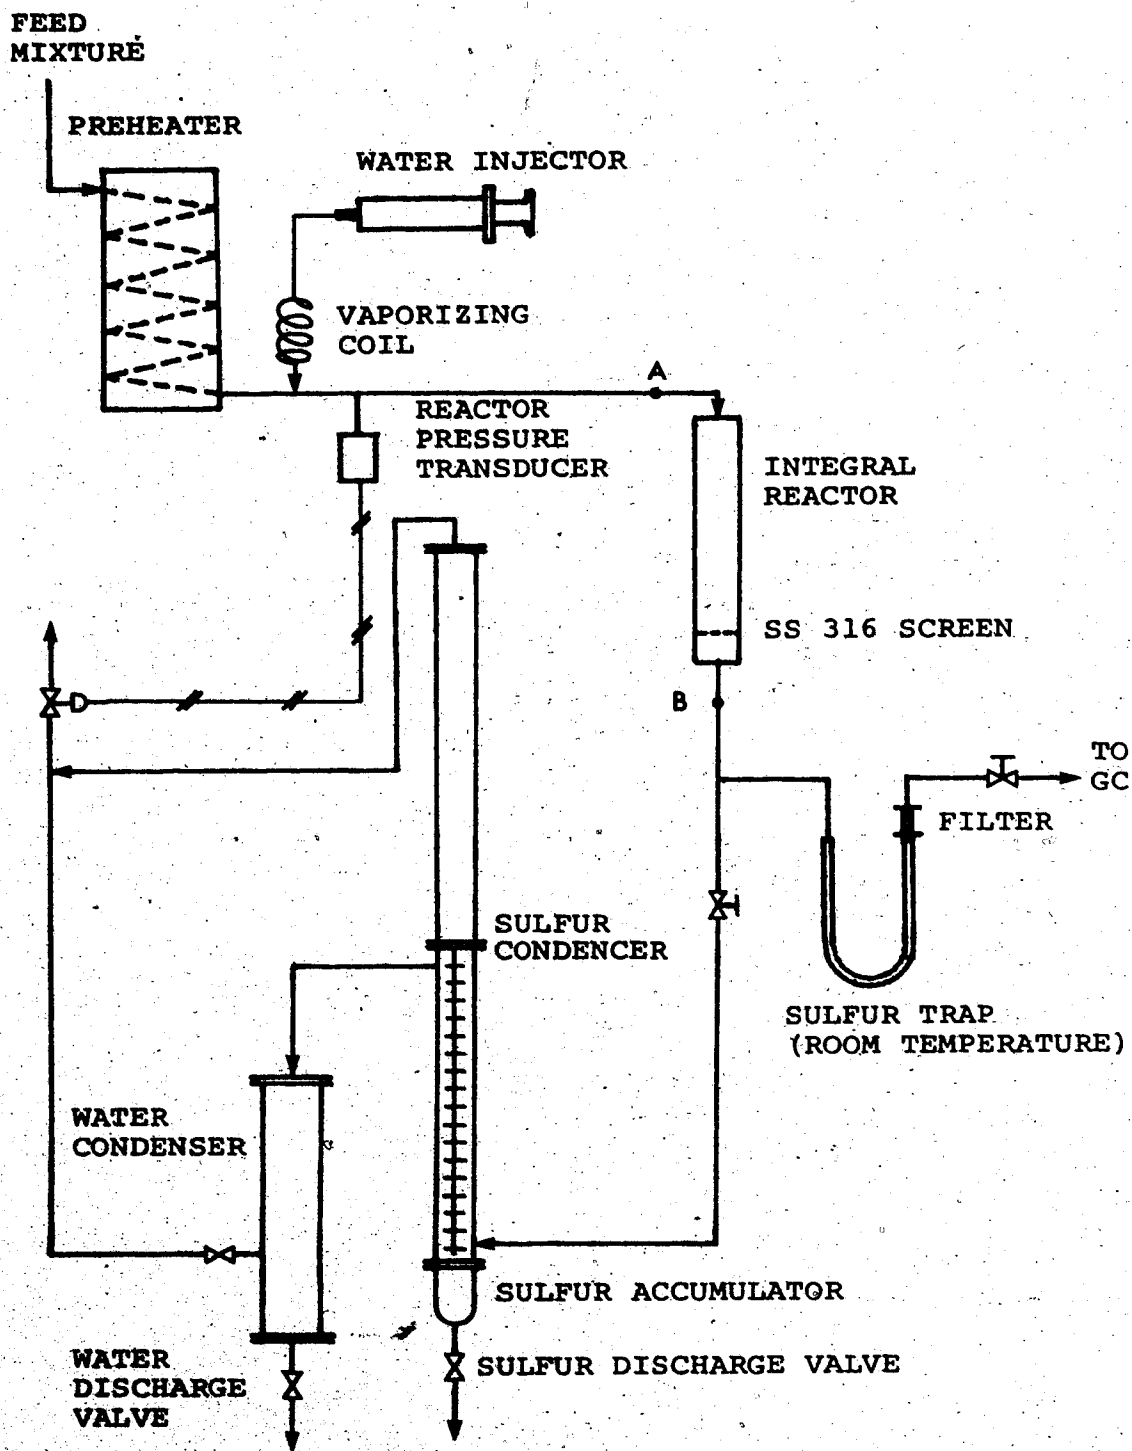 FEED
MIXTURE
PREHEATER
WATER INJECTOR
VAPORIZING
COIL
A
REACTOR
PRESSURE
TRANSDUCER
INTEGRAL
REACTOR
SS 316 SCREEN
B
TO
GC
FILTER
SULFUR
CONDENCER
SULFUR TRAP
(ROOM TEMPERATURE)
WATER
CONDENSER
SULFUR ACCUMULATOR
SULFUR DISCHARGE VALVE
WATER
DISCHARGE
VALVE